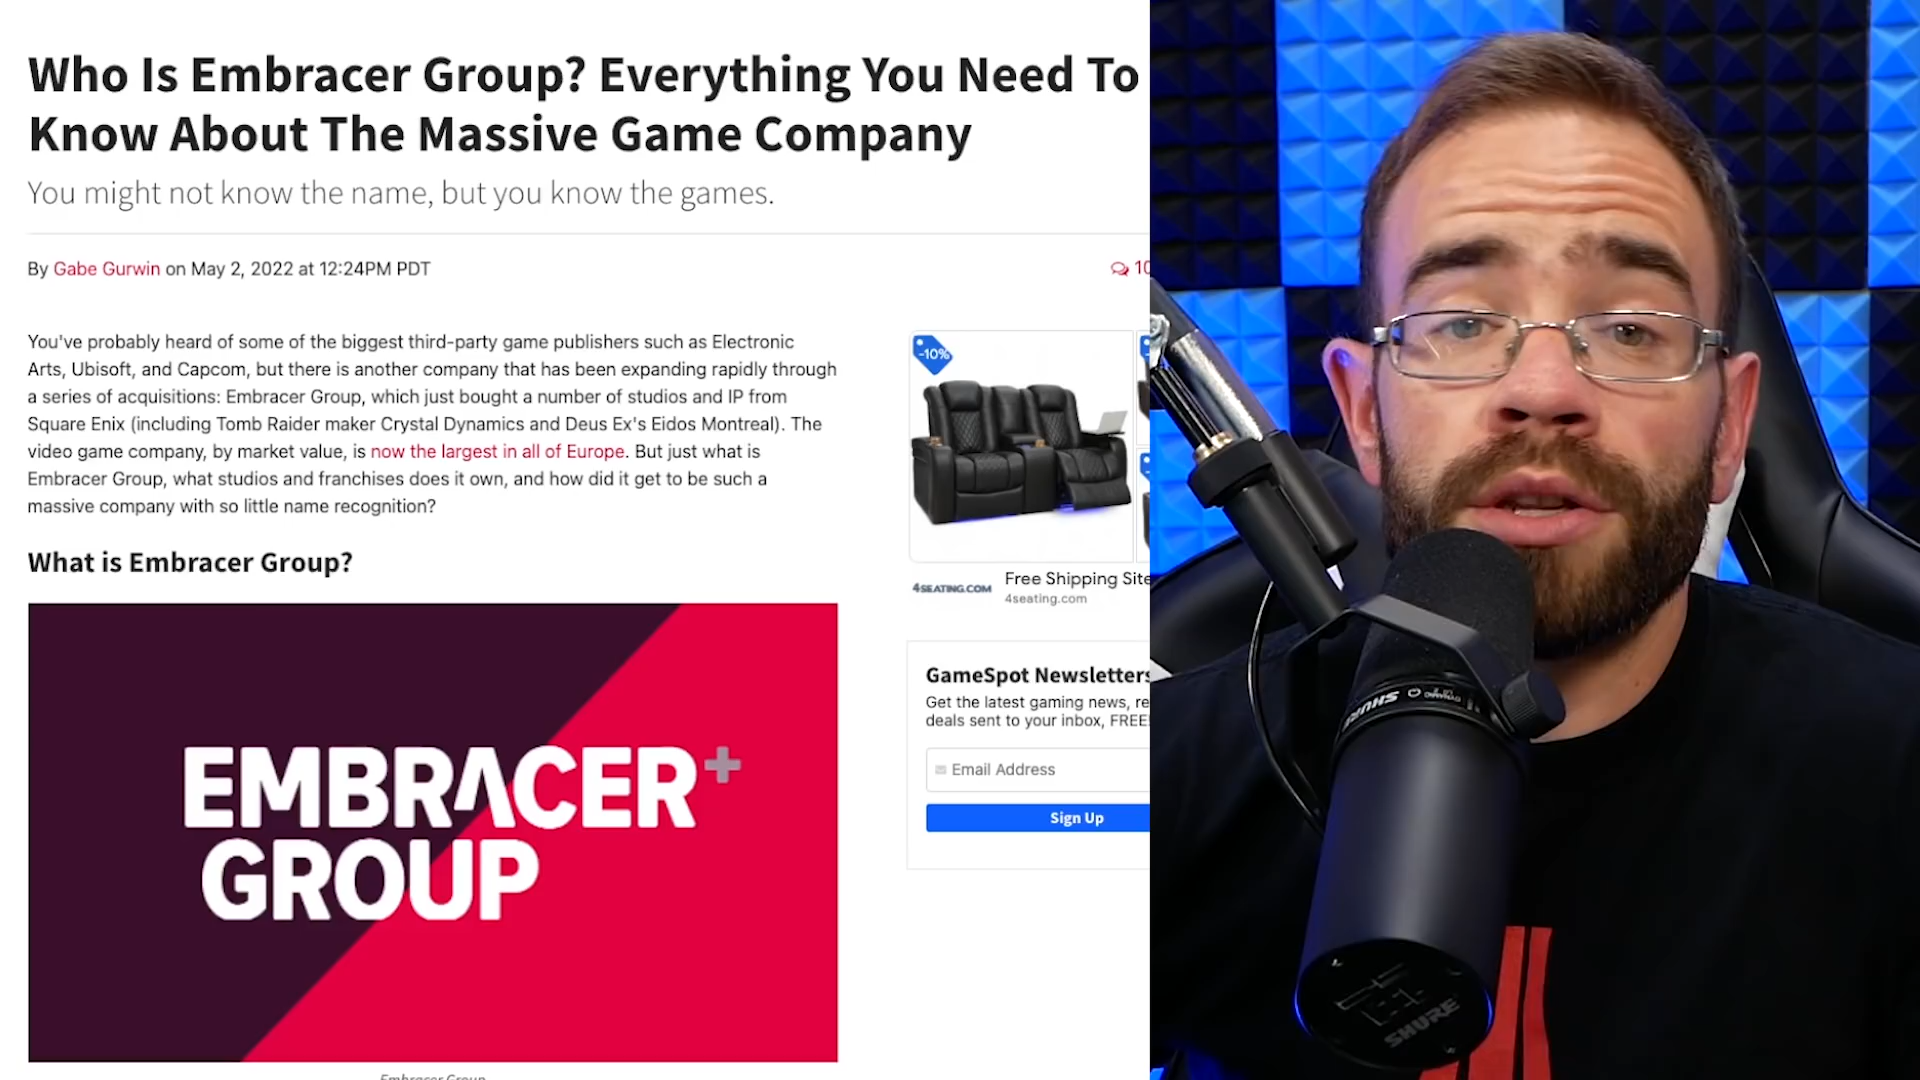 Who Is Embracer Group? Everything You Need To
Know About The Massive Game Company
You might not know the name, but you know the games.
By Gabe Gurwin on May 2, 2022 at 12:24PM PDT
10
You've probably heard of some of the biggest third-party game publishers such as Electronic
Arts, Ubisoft, and Capcom, but there is another company that has been expanding rapidly through
a series of acquisitions: Embracer Group, which just bought a number of studios and IP from
Square Enix (including Tomb Raider maker Crystal Dynamics and Deus Ex's Eidos Montreal). The
video game company, by market value, is now the largest in all of Europe. But just what is
Embracer Group, what studios and franchises does it own, and how did it get to be such a
massive company with so little name recognition?
What is Embracer Group?
EMBRACER+
GROUP
Embracer Group
-10%
4SEATING.COM
Free Shipping Site
4seating.com
GameSpot Newsletters
Get the latest gaming news, re
deals sent to your inbox, FREE!
Email Address
Sign Up
SHURE
SHURE